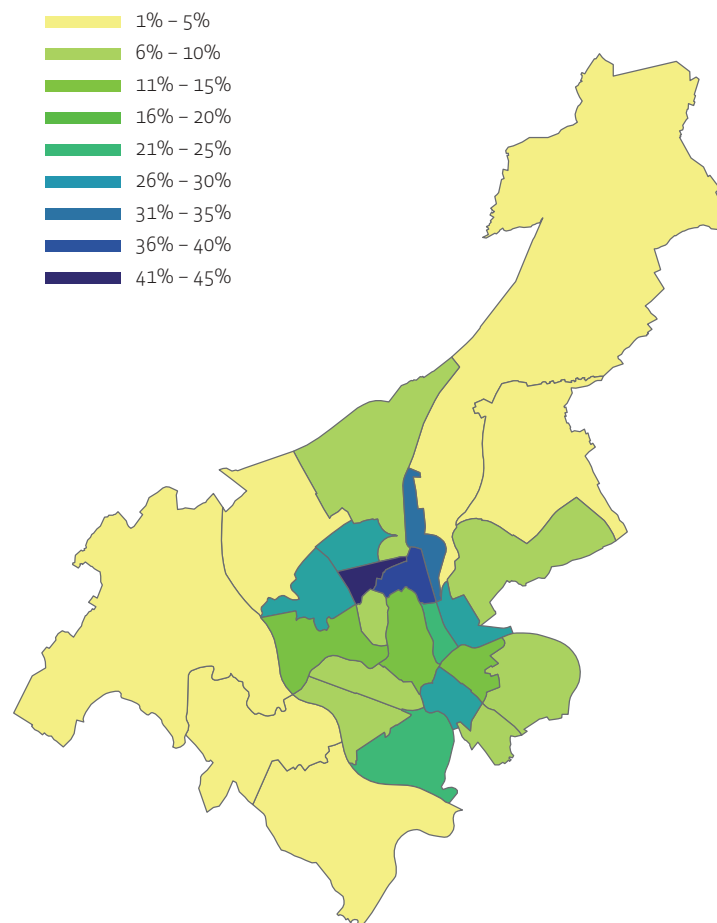 1% – 5%
6% – 10%
11% – 15%
16% – 20%
21% – 25%
26% – 30%
31% – 35%
36% – 40%
41% – 45%